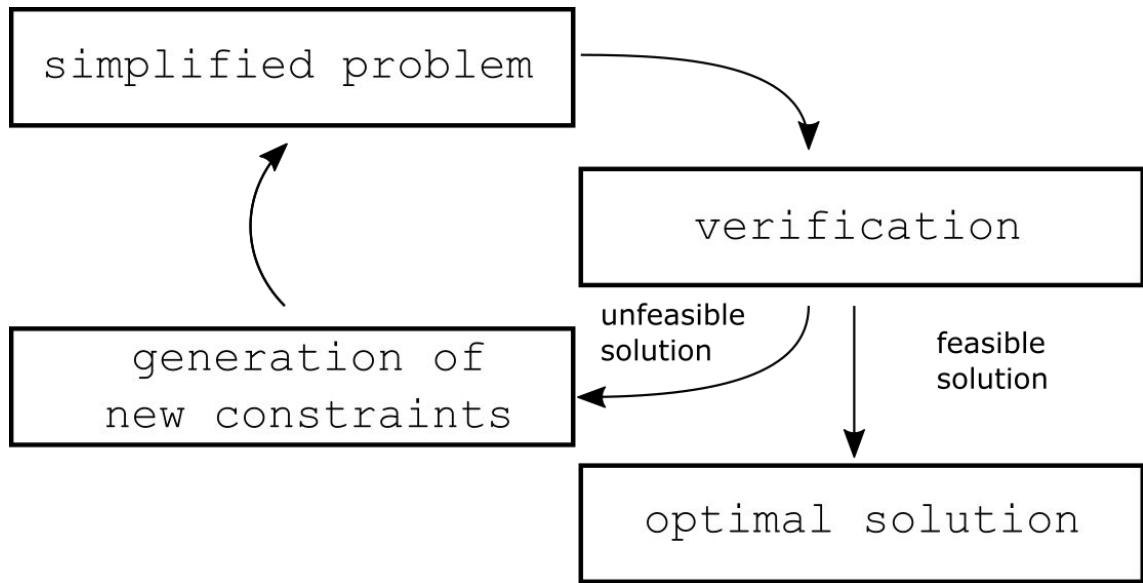 simplified problem
verification
unfeasible
solution
feasible
solution
generation of
new constraints
optimal solution